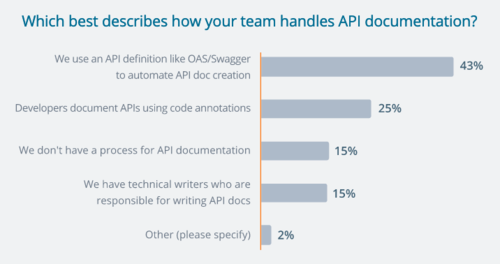 Which best describes how your team handles API documentation?
We use an API definition like OAS/Swagger
to automate API doc creation
43%
Developers document APIs using code annotations
25%
We don't have a process for API documentation
15%
We have technical writers who are
responsible for writing API docs
15%
Other (please specify)
2%